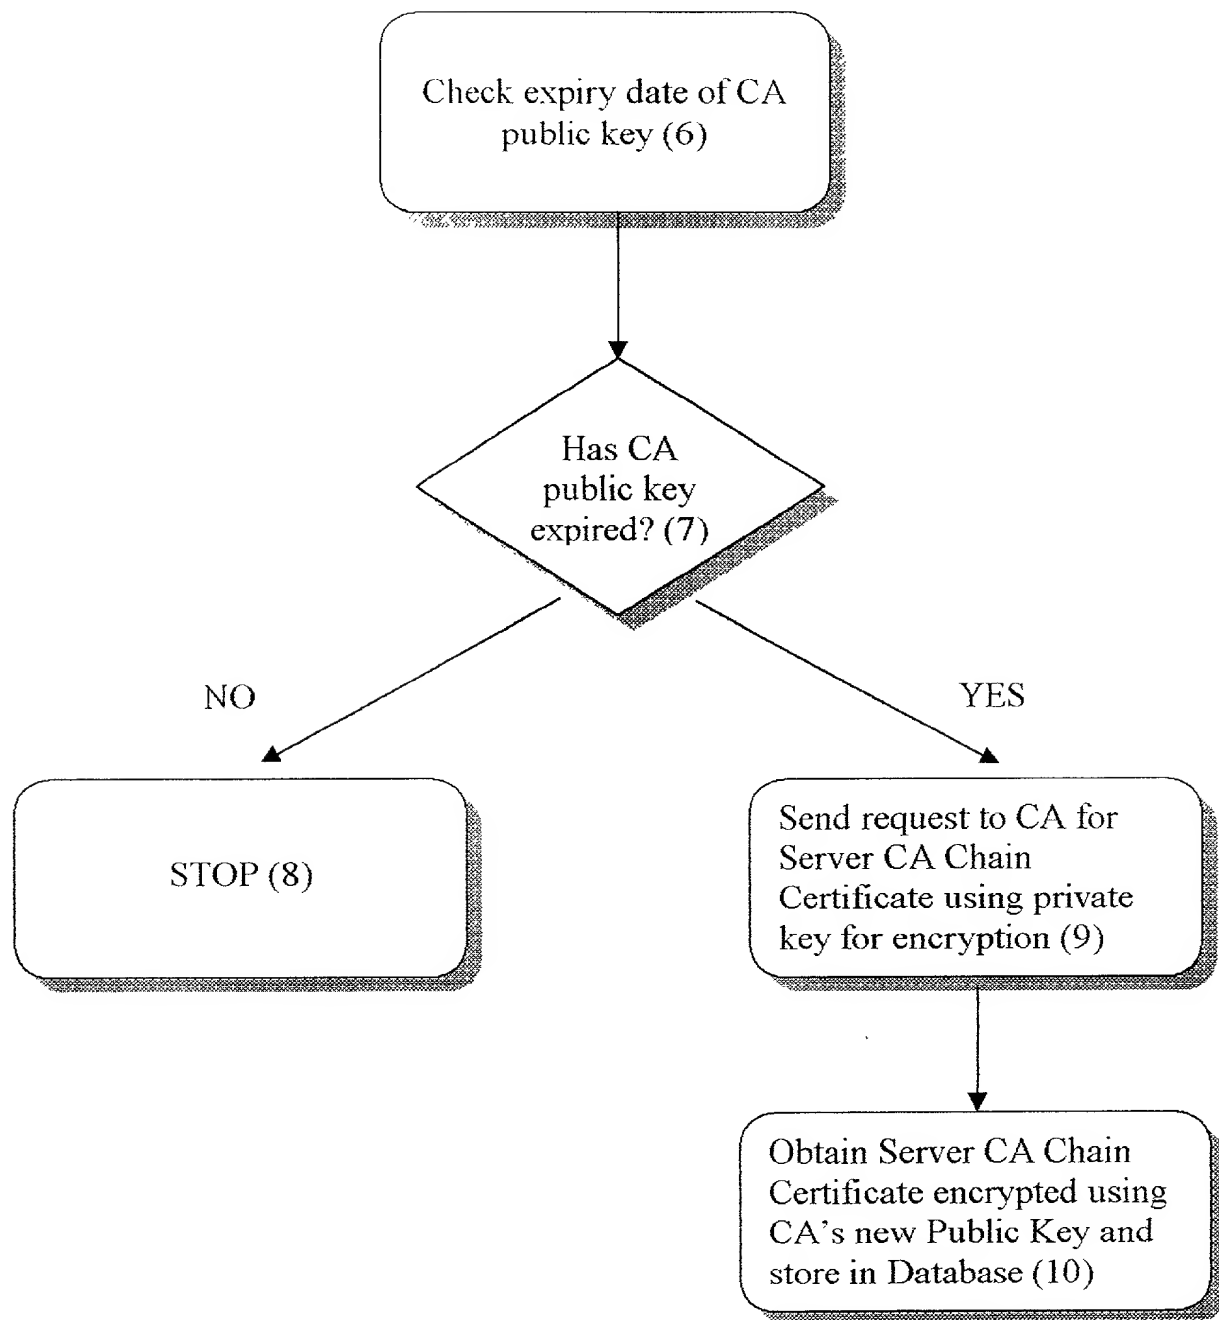 Check expiry date of CA
public key (6)
Has CA
public key
expired? (7)
NO
YES
STOP (8)
Send request to CA for
Server CA Chain
Certificate using private
key for encryption (9)
Obtain Server CA Chain
Certificate encrypted using
CA's new Public Key and
store in Database (10)